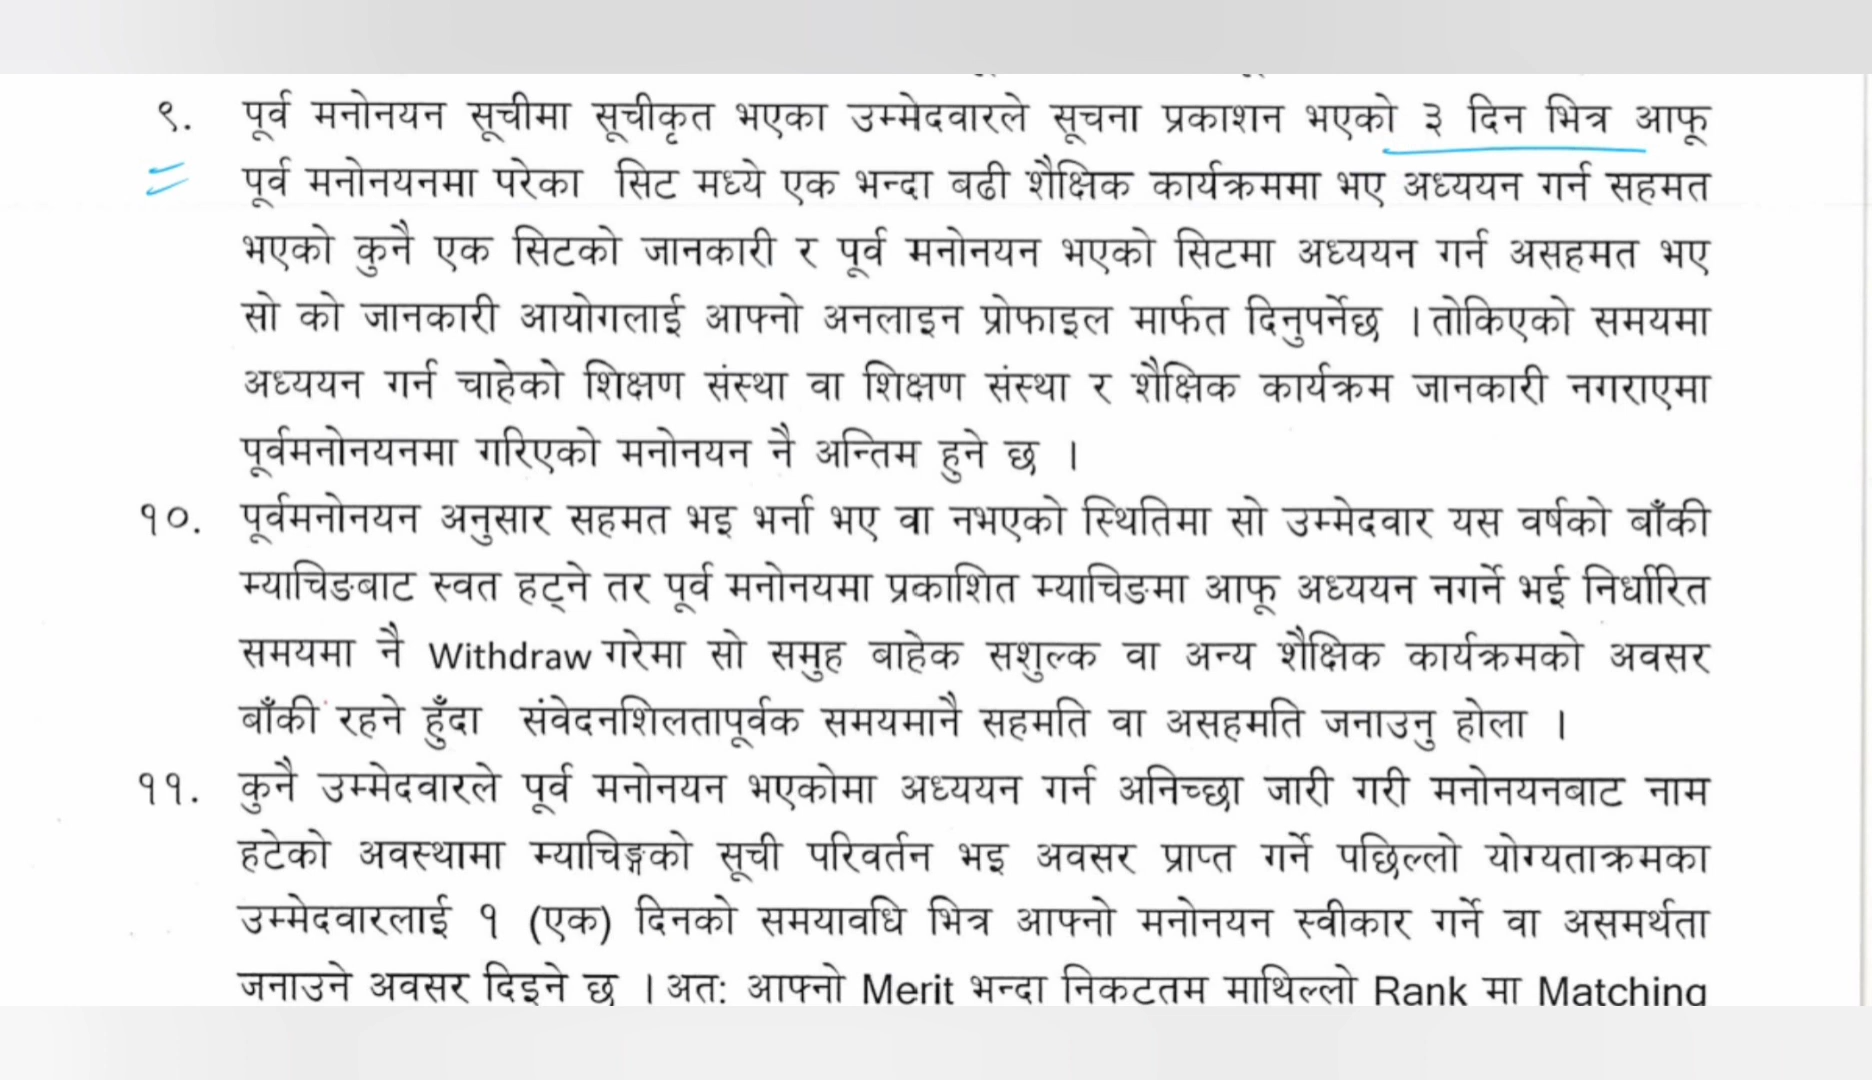 ९. पूर्व मनोनयन सूचीमा सूचीकृत भएका उम्मेदवारले सूचना प्रकाशन भएको ३ दिन भित्र आफू
पूर्व मनोनयनमा परेका सिट मध्ये एक भन्दा बढी शैक्षिक कार्यक्रममा भए अध्ययन गर्न सहमत
भएको कुनै एक सिटको जानकारी र पूर्व मनोनयन भएको सिटमा अध्ययन गर्न असहमत भए
सो को जानकारी आयोगलाई आफ्नो अनलाइन प्रोफाइल मार्फत दिनुपर्नेछ । तोकिएको समयमा
अध्ययन गर्न चाहेको शिक्षण संस्था वा शिक्षण संस्था र शैक्षिक कार्यक्रम जानकारी नगराएमा
पूर्वमनोनयनमा गरिएको मनोनयन नै अन्तिम हुने छ ।
१०. पूर्वमनोनयन अनुसार सहमत भइ भर्ना भए वा नभएको स्थितिमा सो उम्मेदवार यस वर्षको बाँकी
म्याचिङबाट स्वत हट्ने तर पूर्व मनोनयमा प्रकाशित म्याचिङमा आफू अध्ययन नगर्ने भई निर्धारित
समयमा नै Withdraw गरेमा सो समुह बाहेक सशुल्क वा अन्य शैक्षिक कार्यक्रमको अवसर
बाँकी रहने हुँदा संवेदनशिलतापूर्वक समयमानै सहमति वा असहमति जनाउनु होला ।
११. कुनै उम्मेदवारले पूर्व मनोनयन भएकोमा अध्ययन गर्न अनिच्छा जारी गरी मनोनयनबाट नाम
हटेको अवस्थामा म्याचिङ्गको सूची परिवर्तन भइ अवसर प्राप्त गर्ने पछिल्लो योग्यताक्रमका
उम्मेदवारलाई १ (एक) दिनको समयावधि भित्र आफ्नो मनोनयन स्वीकार गर्ने वा असमर्थता
जनाउने अवसर दिइने छ । अत: आफ्नो Merit भन्दा निकटतम माथिल्लो Rank मा Matching